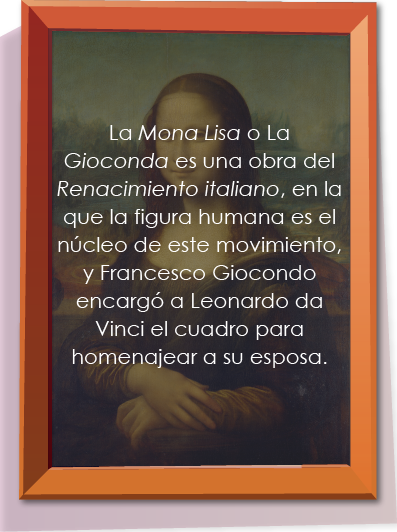 La Mona Lisa o La
Gioconda es una obra del
Renacimiento italiano, en la
que la figura humana es el
núcleo de este movimiento,
y Francesco Giocondo
encargó a Leonardo da
Vinci el cuadro para
homenajear a su esposa.